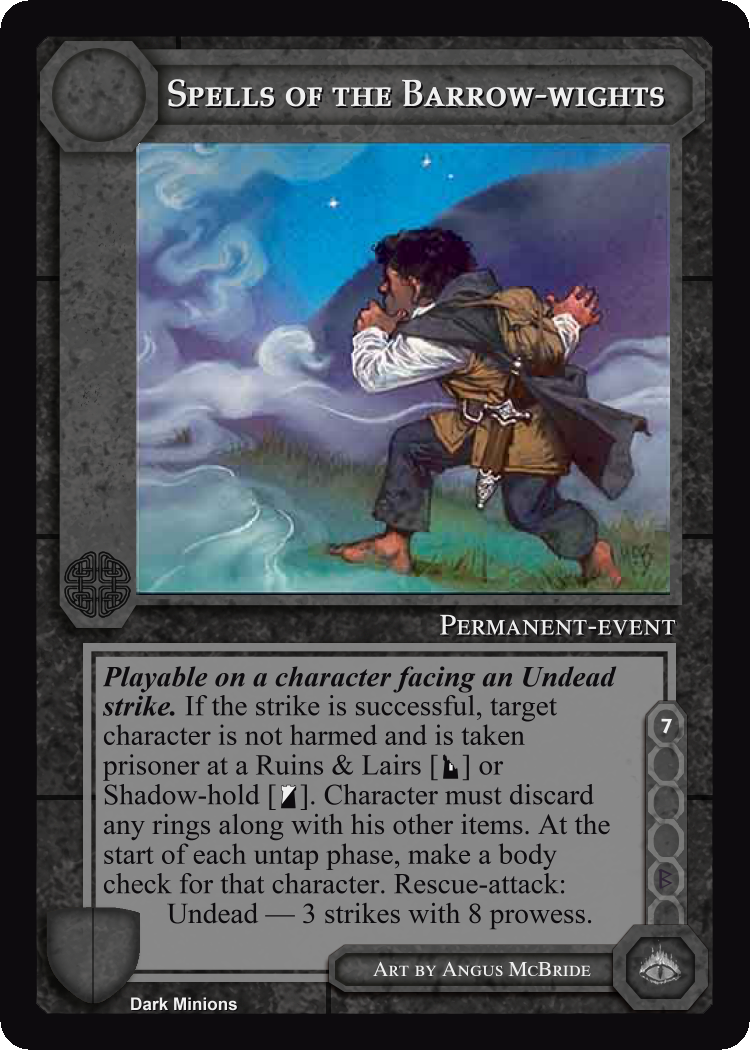 Spells of the Barrow-wights
Permanent-event
Playable on a character facing an Undead
strike. If the strike is successful, target
character is not harmed and is taken
prisoner at a Ruins & Lairs [] or
Shadow-hold []. Character must discard
any rings along with his other items. At the
start of each untap phase, make a body
check for that character. Rescue-attack:
Undead — 3 strikes with 8 prowess.
7
B
Art by Angus McBride
Dark Minions